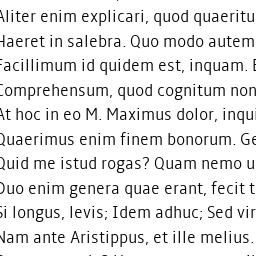 Aliter enim explicari, quod quaeritu
Haeret in salebra. Quo modo autem
Facillimum id quidem est, inquam.
Comprehensum, quod cognitum non
At hoc in eo M. Maximus dolor, inqui
Quaerimus enim finem bonorum. Ge
Quid me istud rogas? Quam nemo u
Duo enim genera quae erant, fecit t
Si longus, levis; Idem adhuc; Sed vir
Nam ante Aristippus, et ille melius.